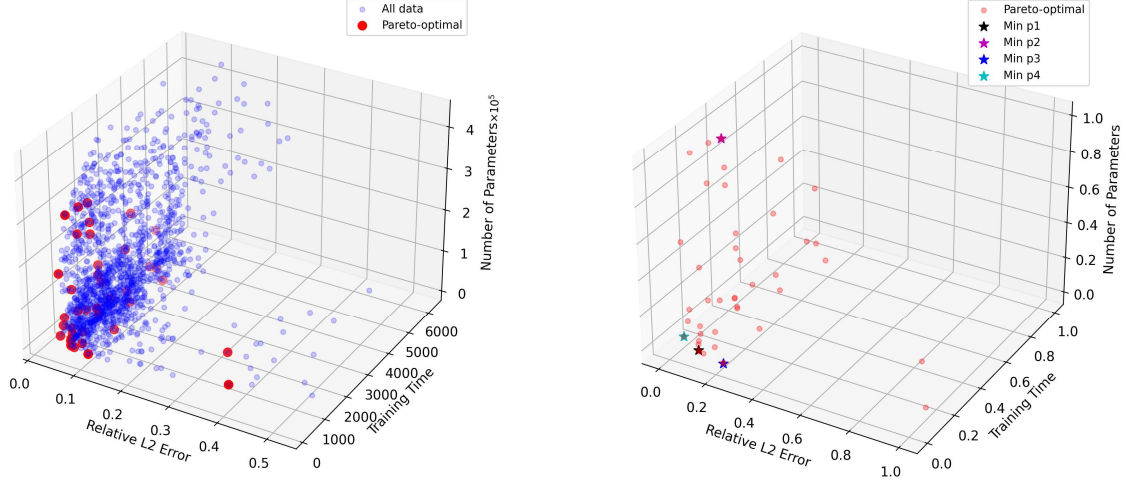 All data
Pareto-optimal
Number of Parameters×10⁵
4
3
2
1
0
6000
5000
4000
3000
2000
1000
0
Training Time
0.0
0.1
0.2
0.3
0.4
0.5
Relative L2 Error
Pareto-optimal
Min p1
Min p2
Min p3
Min p4
Number of Parameters
1.0
0.8
0.6
0.4
0.2
0.0
1.0
0.8
0.6
0.4
0.2
0.0
Training Time
0.0
0.2
0.4
0.6
0.8
1.0
Relative L2 Error